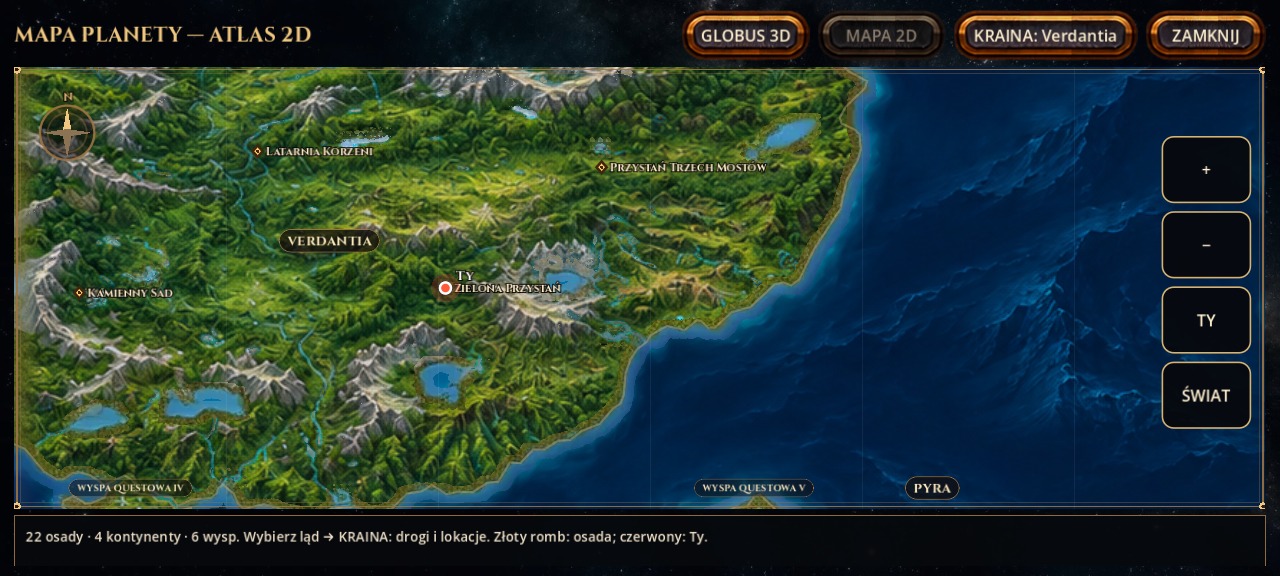 MAPA PLANETY — ATLAS 2D
GLOBUS 3D
MAPA 2D
KRAINA: Verdantia
ZAMKNIJ
N
LATARNIA KORZENI
PRZYSTAŃ TRZECH MOSTÓW
+
VERDANTIA
−
TY
ZIELONA PRZYSTAŃ
KAMIENNY SAD
TY
ŚWIAT
WYSPA QUESTOWA IV
WYSPA QUESTOWA V
PYRA
22 osady · 4 kontynenty · 6 wysp. Wybierz ląd → KRAINA: drogi i lokacje. Złoty romb: osada; czerwony: Ty.